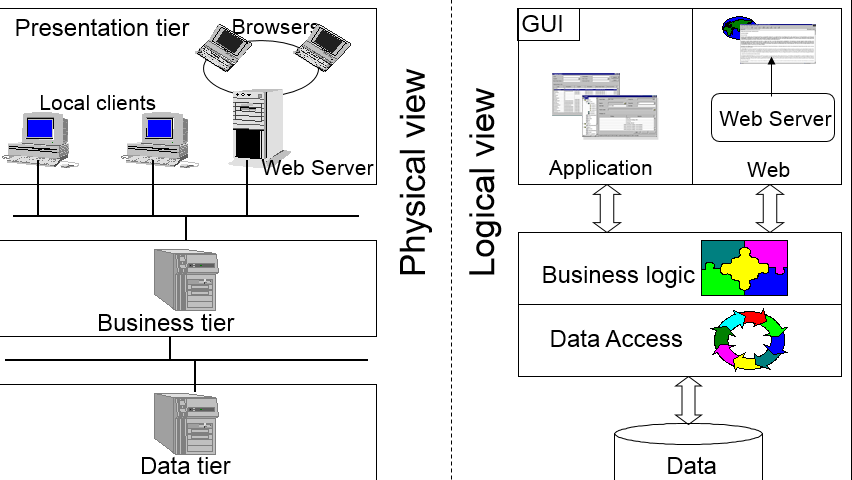 Presentation tier
Browsers
Local clients
Web Server
Business tier
Data tier
Physical view
Logical view
GUI
Web Server
Application
Web
Business logic
Data Access
Data